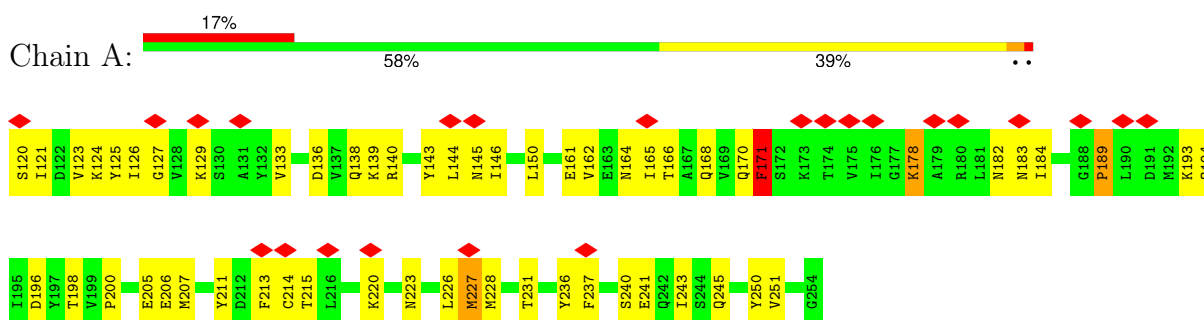 17%
Chain A:
58% 39% • •
S120 I121 D122 V123 K124 Y125 I126 G127 V128 K129 S130 A131 Y132 V133 D136 V137 Q138 K139 R140 Y143 L144 N145 I146 L150 E161 V162 E163 N164 I165 T166 A167 Q168 V169 Q170 F171 S172 K173 T174 V175 I176 G177 K178 A179 R180 L181 N182 N183 I184 G188 P189 L190 D191 M192 K193
I195 D196 Y197 T198 V199 P200 E205 E206 M207 Y211 D212 F213 C214 T215 L216 K220 N223 L226 M227 M228 T231 Y236 F237 S240 E241 Q242 I243 S244 Q245 Y250 V251 G254